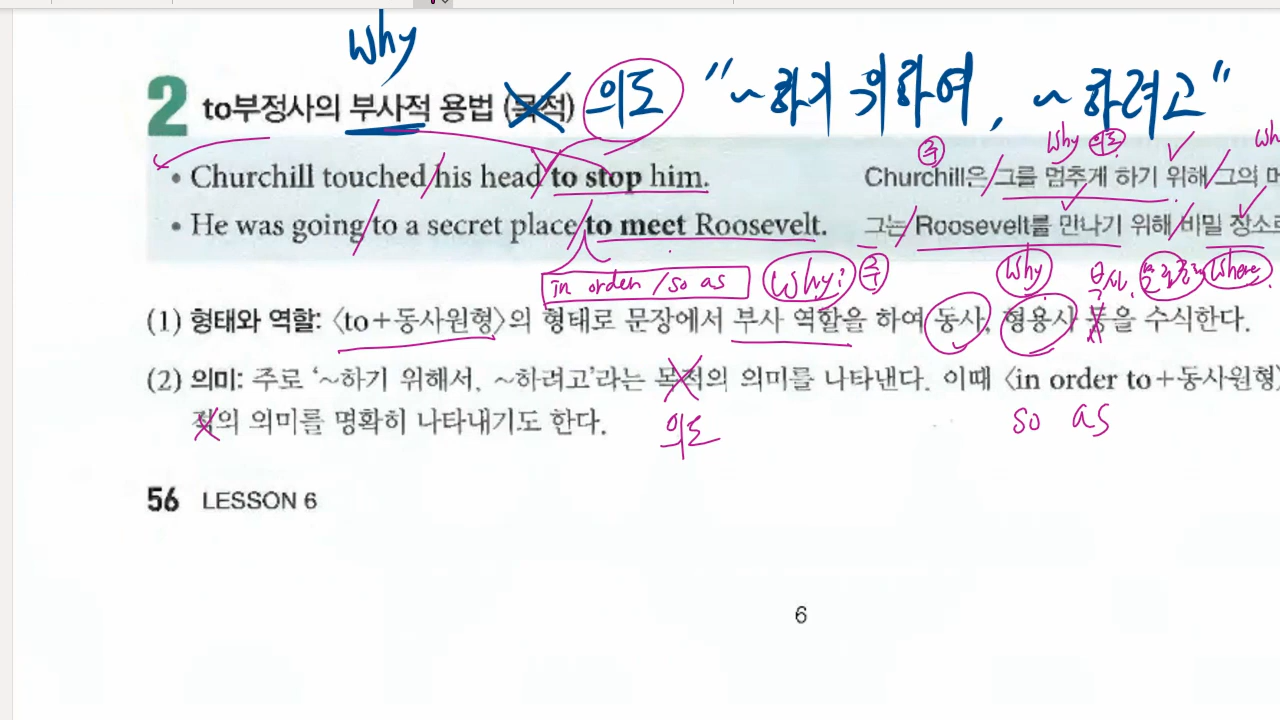 why
2 to부정사의 부사적 용법 (목적) 의도 "~하기 위하여, ~하려고"
주 why 의도
• Churchill touched his head to stop him. Churchill은 그를 멈추게 하기 위해 그의 머
• He was going to a secret place to meet Roosevelt. 그는 Roosevelt를 만나기 위해 비밀 장소로
in order / so as why? 주 why 부사, where
(1) 형태와 역할: 〈to+동사원형〉의 형태로 문장에서 부사 역할을 하여 동사, 형용사 등을 수식한다.
(2) 의미: 주로 '~하기 위해서, ~하려고'라는 목적의 의미를 나타낸다. 이때 〈in order to+동사원형〉
적의 의미를 명확히 나타내기도 한다. 의도 so as
56 LESSON 6
6